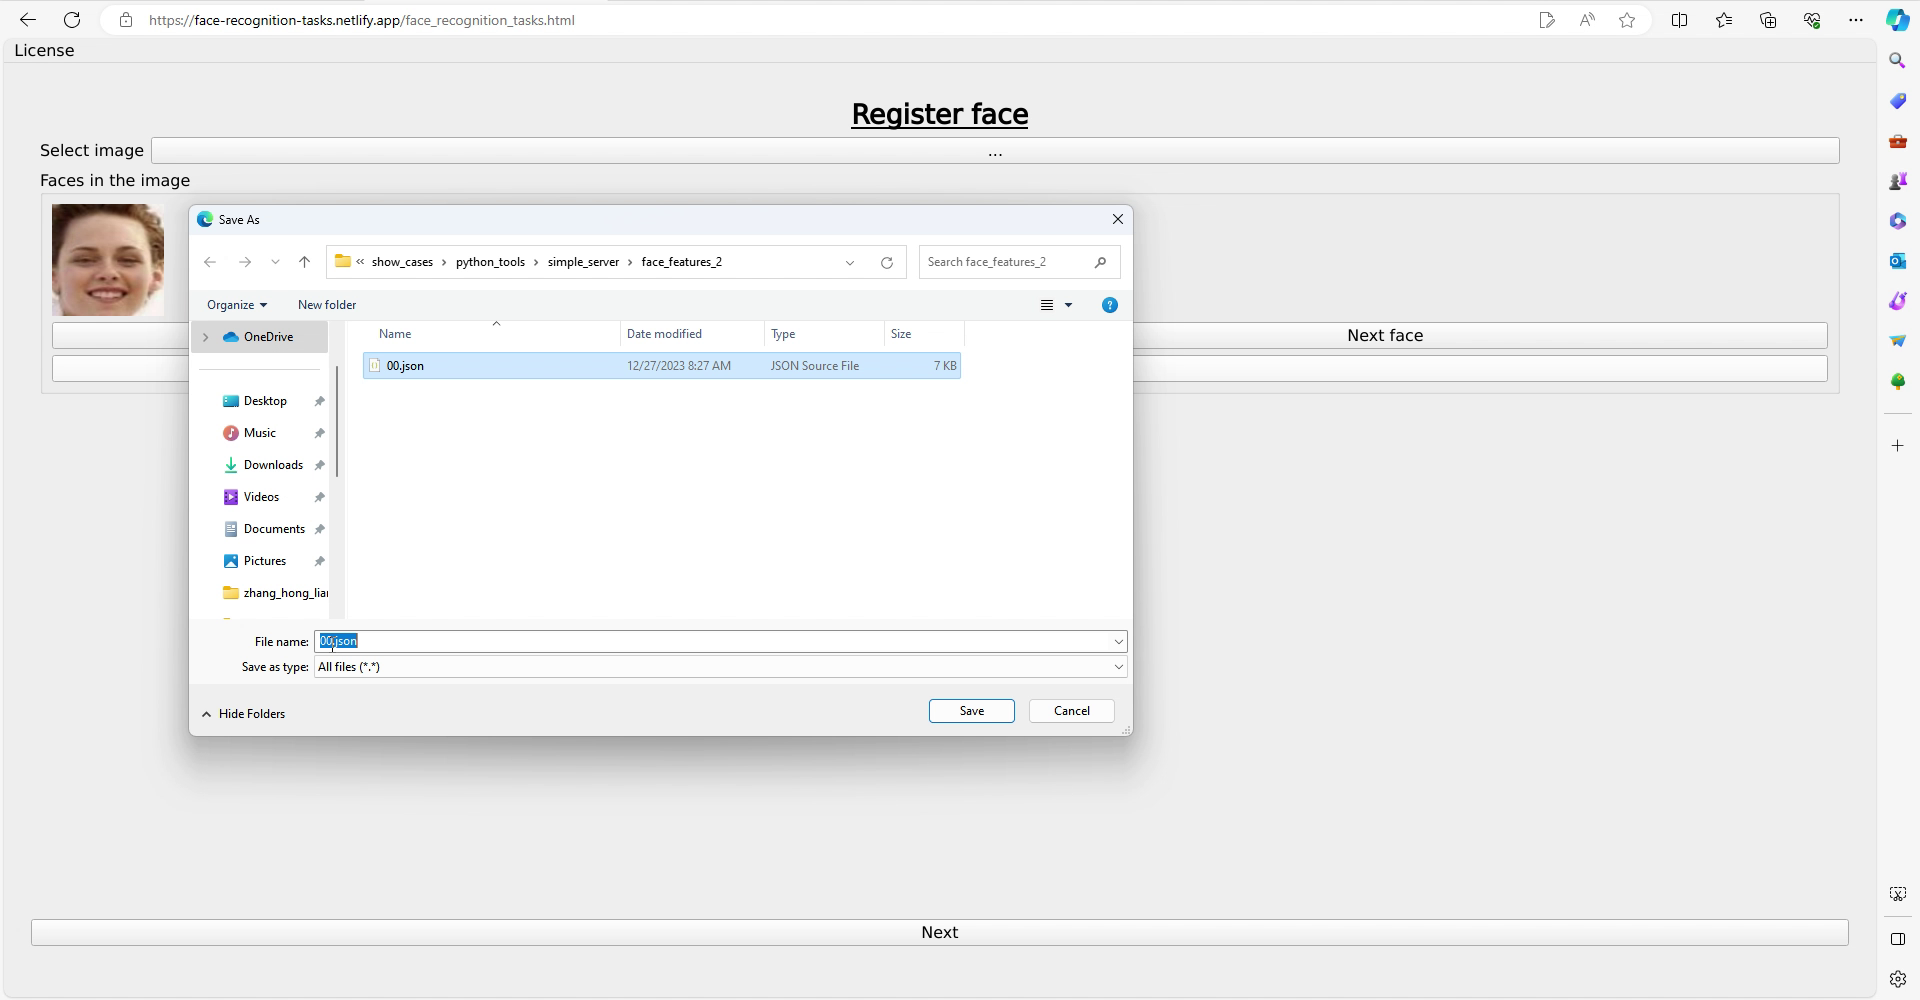 https://face-recognition-tasks.netlify.app/face_recognition_tasks.html
License
Register face
Select image ...
Faces in the image
Save As
« show_cases › python_tools › simple_server › face_features_2
Search face_features_2
Organize New folder
OneDrive
Name Date modified Type Size
00.json 12/27/2023 8:27 AM JSON Source File 7 KB
Next face
Desktop
Music
Downloads
Videos
Documents
Pictures
zhang_hong_lian
File name: 00.json
Save as type: All files (*.*)
Hide Folders
Save Cancel
Next